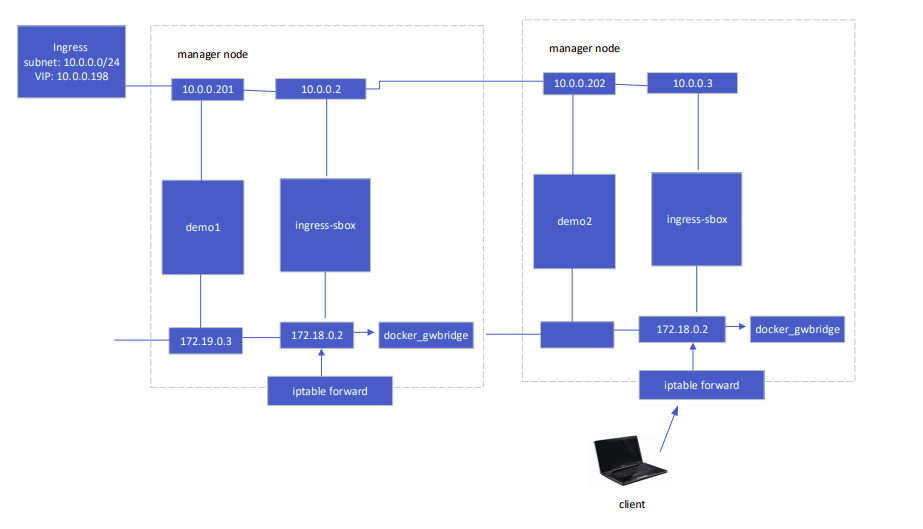 Ingress
subnet: 10.0.0.0/24
VIP: 10.0.0.198
manager node
10.0.0.201
10.0.0.2
demo1
ingress-sbox
172.19.0.3
172.18.0.2
docker_gwbridge
iptable forward
manager node
10.0.0.202
10.0.0.3
demo2
ingress-sbox
172.18.0.2
docker_gwbridge
iptable forward
client